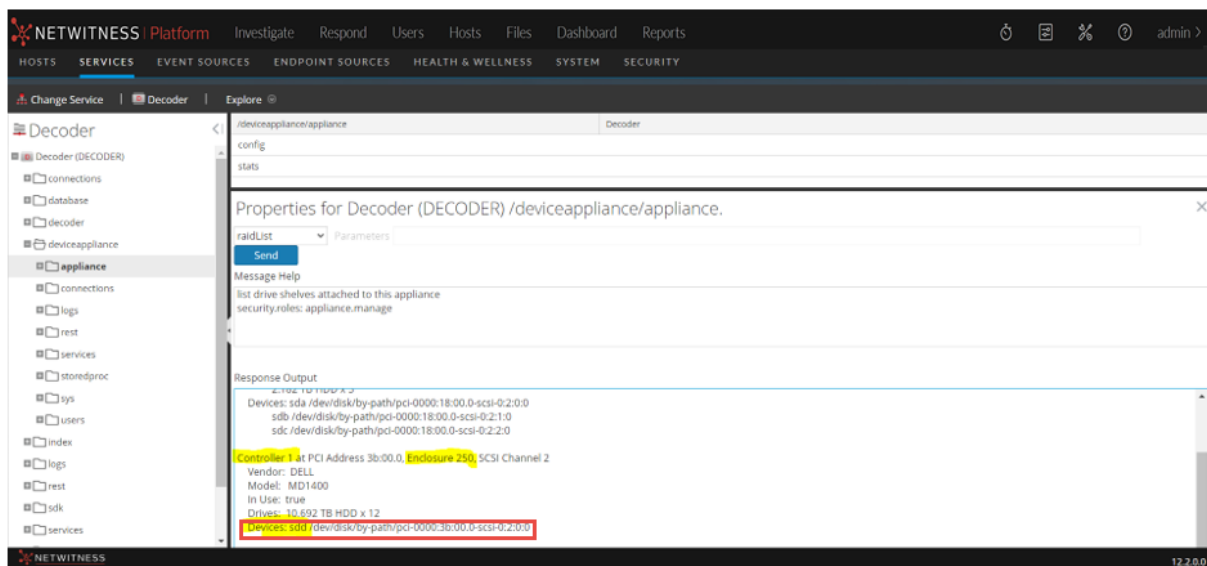 NETWITNESS | Platform Investigate Respond Users Hosts Files Dashboard Reports admin >
HOSTS SERVICES EVENT SOURCES ENDPOINT SOURCES HEALTH & WELLNESS SYSTEM SECURITY
Change Service | Decoder | Explore
Decoder
Decoder (DECODER)
connections
database
decoder
deviceappliance
appliance
connections
logs
rest
services
storedproc
sys
users
index
logs
rest
sdk
services
/deviceappliance/appliance Decoder
config
stats
Properties for Decoder (DECODER) /deviceappliance/appliance.
raidList Parameters
Send
Message Help
list drive shelves attached to this appliance
security.roles: appliance.manage
Response Output
2.182 TB HDD x 3
Devices: sda /dev/disk/by-path/pci-0000:18:00.0-scsi-0:2:0:0
sdb /dev/disk/by-path/pci-0000:18:00.0-scsi-0:2:1:0
sdc /dev/disk/by-path/pci-0000:18:00.0-scsi-0:2:2:0
Controller 1 at PCI Address 3b:00.0, Enclosure 250, SCSI Channel 2
Vendor: DELL
Model: MD1400
In Use: true
Drives: 10.692 TB HDD x 12
Devices: sdd /dev/disk/by-path/pci-0000:3b:00.0-scsi-0:2:0:0
NETWITNESS 12.2.0.0